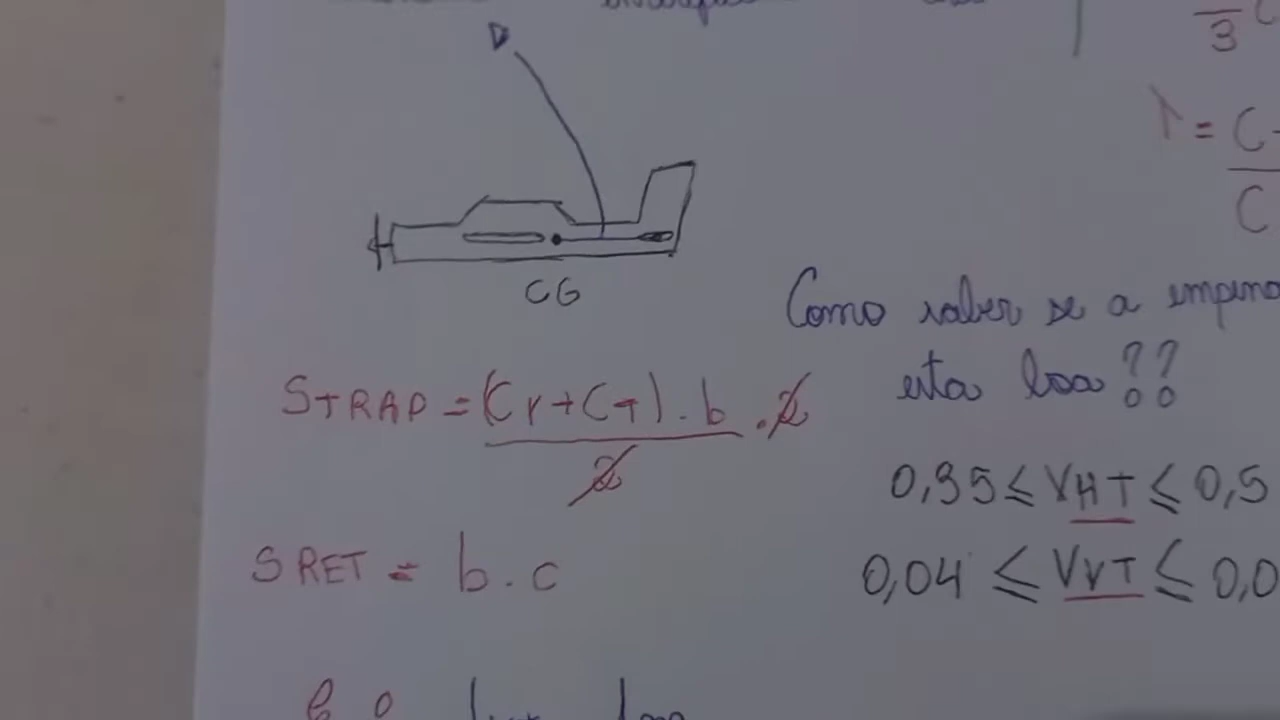 3
D
= C
C
CG
Como saber se a
esta boa ??
STRAP = (Cr + CT) . b . 2
2
0,35 ≤ VHT ≤ 0,5
SRET = b . c
0,04 ≤ VVT ≤ 0,0